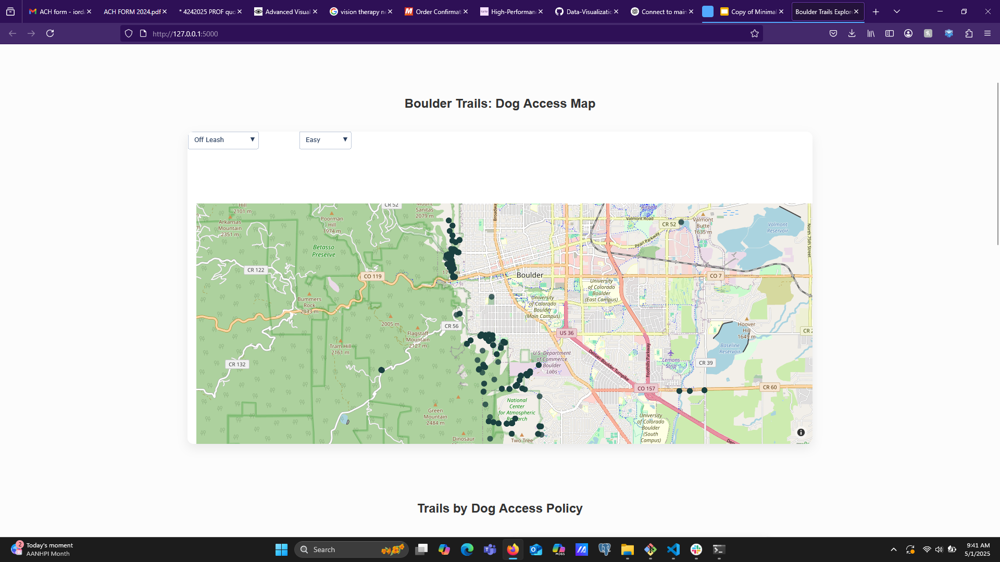 ACH form - iord
ACH FORM 2024.pdf
* 4242025 PROF quo
Advanced Visual
vision therapy n
Order Confirmat
High-Performan
Data-Visualizatio
Connect to main
Copy of Minimal
Boulder Trails Explor
http://127.0.0.1:5000
Boulder Trails: Dog Access Map
Off Leash
Easy
Hill
2101 m
Arkansas
Mountain
2351 m
Poorman
Hill
1974 m
CR 52
Mount
Sanitas
2079 m
Broadway
Airport
Valmont Road
CR 52
Valmont
Butte
1635 m
Valmont
Reservoir
North 75th Street
Pearl Parkway
Betasso
Preserve
CR 122
CO 119
Boulder
CO 7
University
of Colorado
Boulder
(East Campus)
University
of Colorado
Boulder
(Main Campus)
Bummers
Rock
2033 m
2005 m
CR 56
Flagstaff
Mountain
2127 m
Tram Hill
2161 m
US 36
Hoover
Hill
1649 m
CR 2
Baseline
Reservoir
U.S. Department
of Commerce
Boulder
Labs
Denver Boulder Turnpike
Foothills Parkway
Lemons
Strip
CR 39
CR 132
CO 157
CR 60
National
Center
for Atmospheric
Research
Green
Mountain
2484 m
University
of Colorado
Boulder
(South
Campus)
Dinosaur
Two Tree
Trails by Dog Access Policy
2
Today's moment
AANHPI Month
Search
M365
9:41 AM
5/1/2025